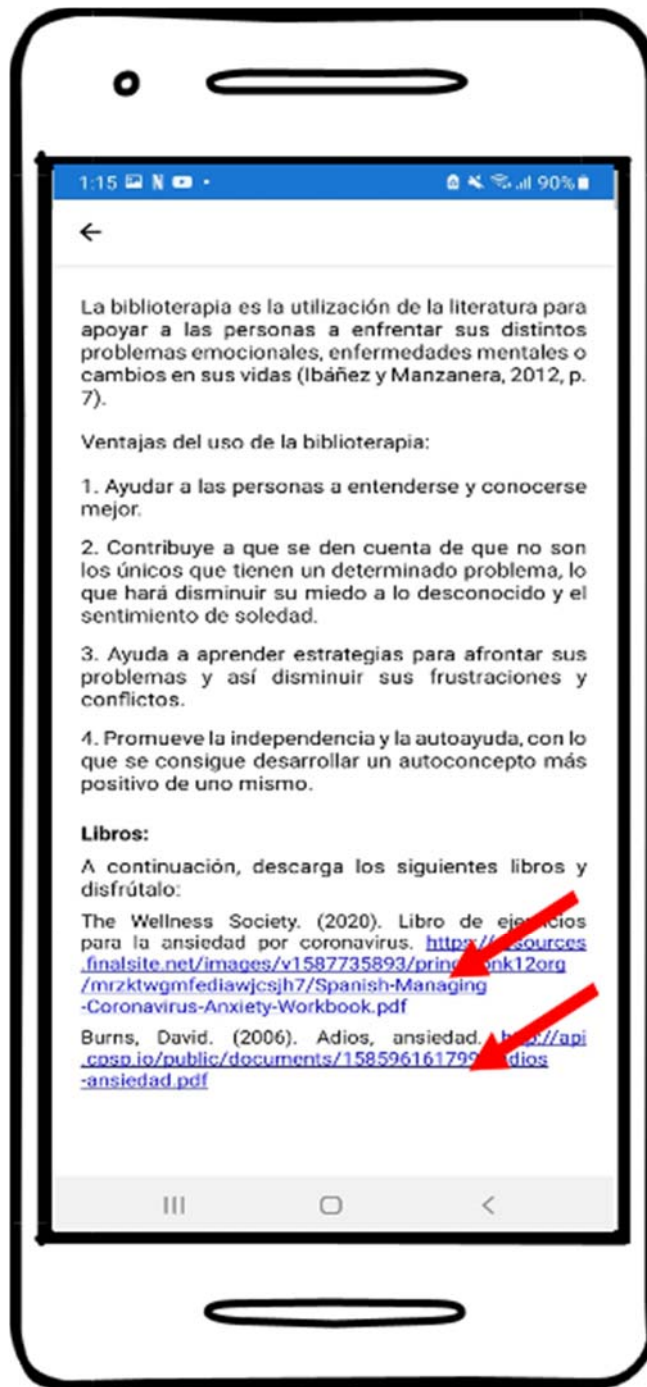 1:15 N 90%
La biblioterapia es la utilización de la literatura para
apoyar a las personas a enfrentar sus distintos
problemas emocionales, enfermedades mentales o
cambios en sus vidas (Ibáñez y Manzanera, 2012, p.
7).
Ventajas del uso de la biblioterapia:
1. Ayudar a las personas a entenderse y conocerse
mejor.
2. Contribuye a que se den cuenta de que no son
los únicos que tienen un determinado problema, lo
que hará disminuir su miedo a lo desconocido y el
sentimiento de soledad.
3. Ayuda a aprender estrategias para afrontar sus
problemas y así disminuir sus frustraciones y
conflictos.
4. Promueve la independencia y la autoayuda, con lo
que se consigue desarrollar un autoconcepto más
positivo de uno mismo.
Libros:
A continuación, descarga los siguientes libros y
disfrútalo:
The Wellness Society. (2020). Libro de ejercicios
para la ansiedad por coronavirus.
.finalsite.net/images/v1587735893/
/mrzktwgmfediawjcsjh7/Spanish-Managing
-Coronavirus-Anxiety-Workbook.pdf
Burns, David. (2006). Adios, ansiedad. http://api
.cpsp.io/public/documents/
-ansiedad.pdf